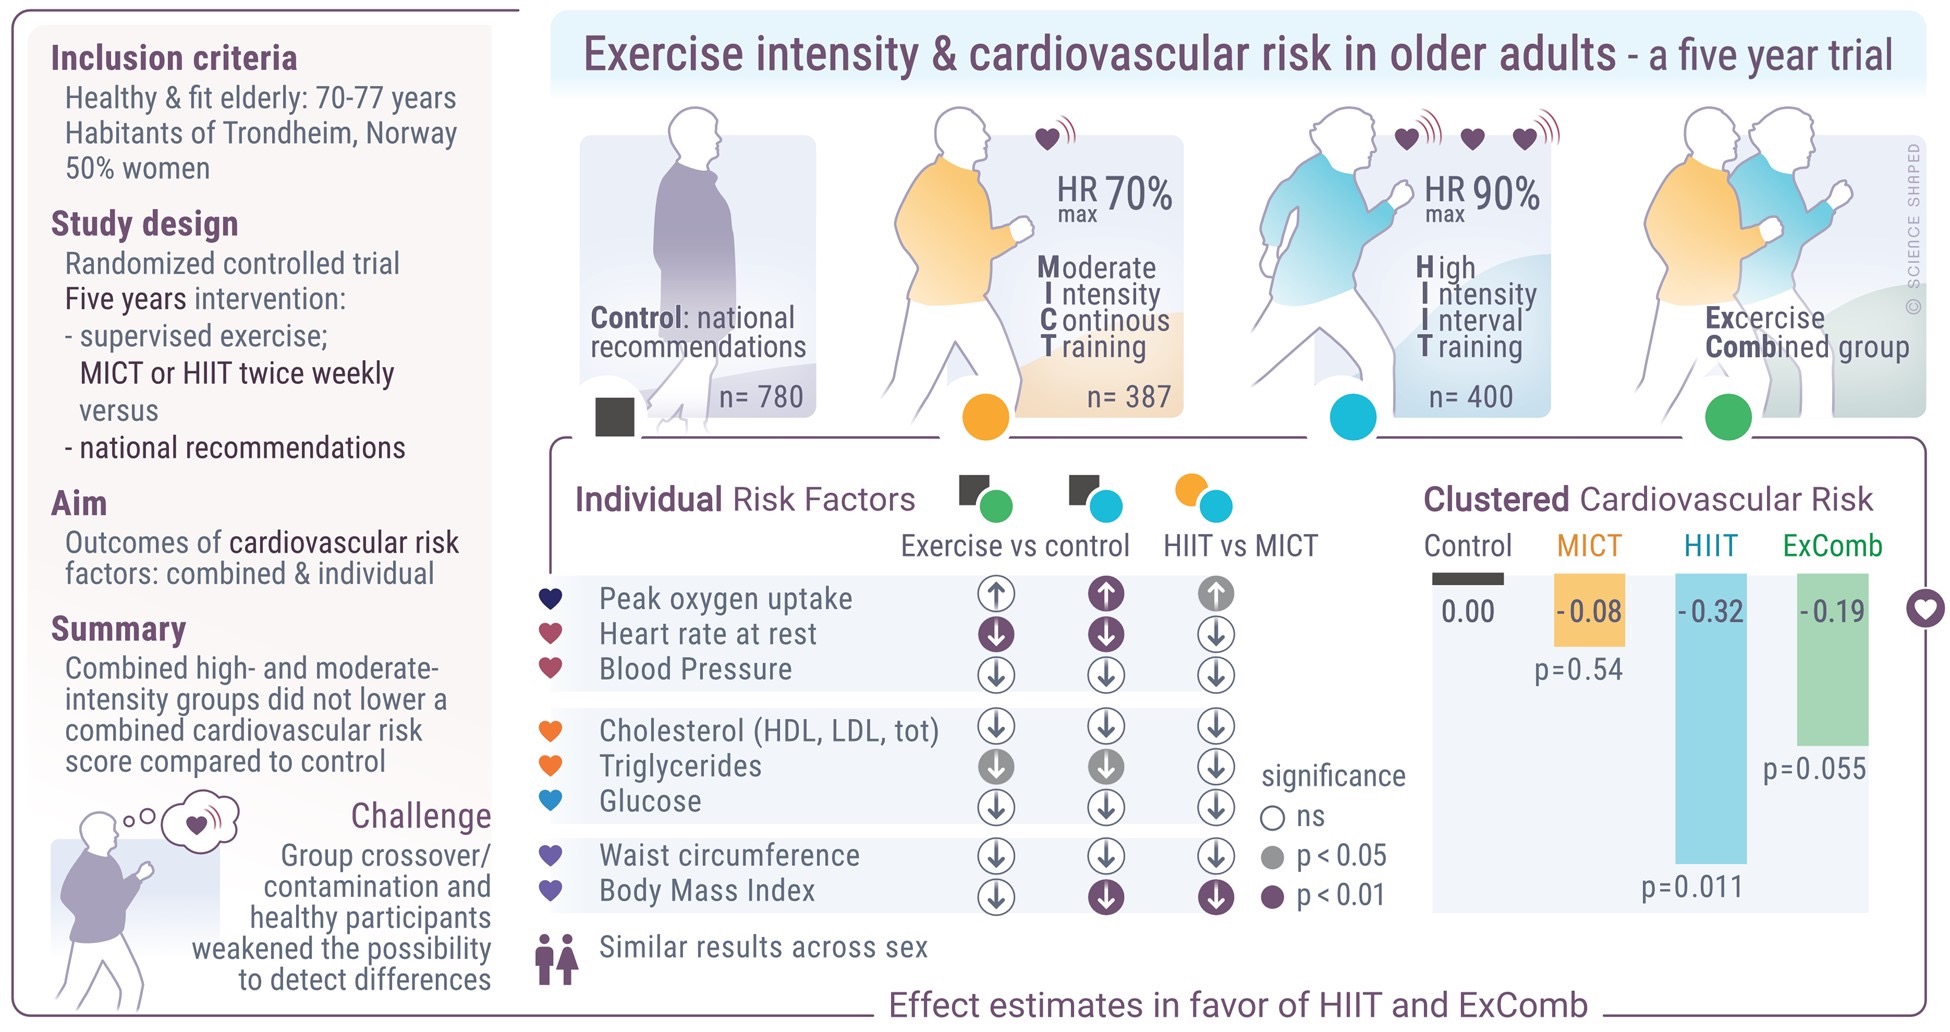 Inclusion criteria
Healthy & fit elderly: 70-77 years
Habitants of Trondheim, Norway
50% women
Study design
Randomized controlled trial
Five years intervention:
- supervised exercise;
MICT or HIIT twice weekly
versus
- national recommendations
Aim
Outcomes of cardiovascular risk
factors: combined & individual
Summary
Combined high- and moderate-
intensity groups did not lower a
combined cardiovascular risk
score compared to control
Challenge
Group crossover/
contamination and
healthy participants
weakened the possibility
to detect differences
Exercise intensity & cardiovascular risk in older adults - a five year trial
Control: national
recommendations
n= 780
HR max 70%
Moderate
Intensity
Continous
Training
n= 387
HR max 90%
High
Intensity
Interval
Training
n= 400
Excercise
Combined group
© SCIENCE SHAPED
Individual Risk Factors
Exercise vs control
HIIT vs MICT
Peak oxygen uptake
Heart rate at rest
Blood Pressure
Cholesterol (HDL, LDL, tot)
Triglycerides
Glucose
Waist circumference
Body Mass Index
significance
ns
p < 0.05
p < 0.01
Similar results across sex
Clustered Cardiovascular Risk
Control MICT HIIT ExComb
0.00 -0.08 -0.32 -0.19
p=0.54
p=0.055
p=0.011
Effect estimates in favor of HIIT and ExComb